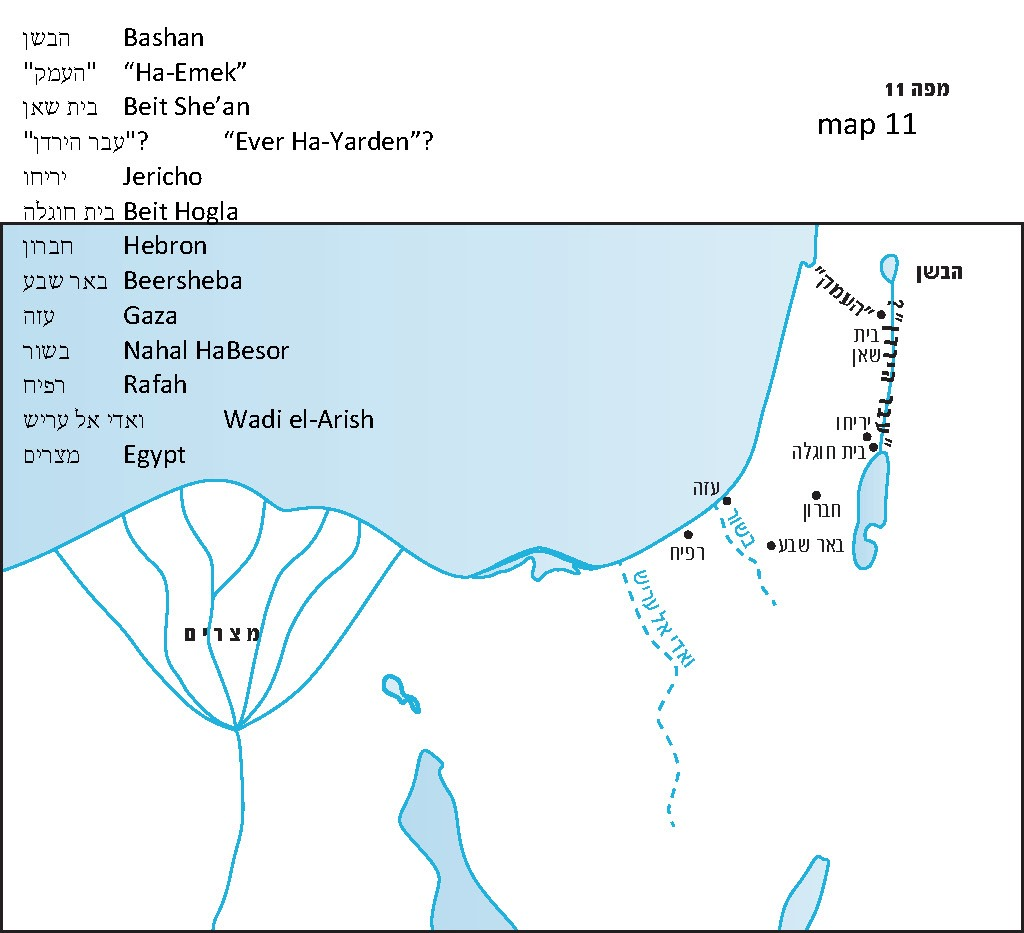 הבשן Bashan
"העמק" “Ha-Emek”
בית שאן Beit She’an
"עבר הירדן"? “Ever Ha-Yarden”?
יריחו Jericho
בית חוגלה Beit Hogla
חברון Hebron
באר שבע Beersheba
עזה Gaza
בשור Nahal HaBesor
רפיח Rafah
ואדי אל עריש Wadi el-Arish
מצרים Egypt
מפה 11
map 11
הבשן
"העמק"
בית
שאן
"עבר הירדן"?
יריחו
בית חוגלה
עזה
חברון
בשור
באר שבע
רפיח
ואדי אל עריש
מצרים